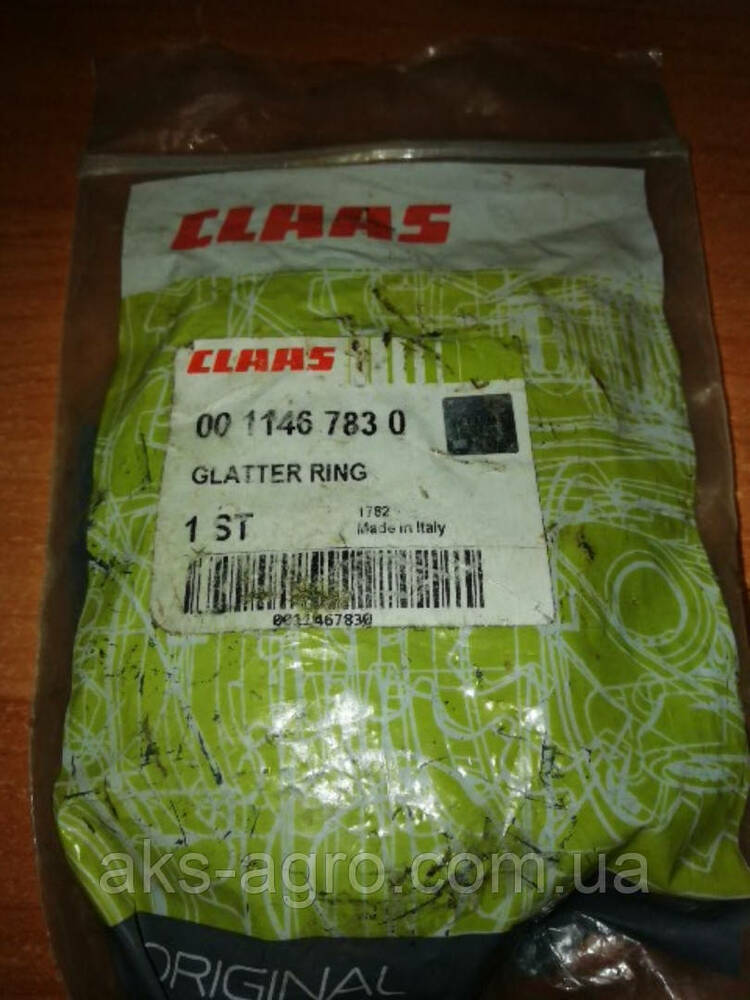 CLAAS
CLAAS
00 1146 783 0
GLATTER RING
1 ST
1782
Made in Italy
0011467830
aks-agro.com.ua
ORIGINAL